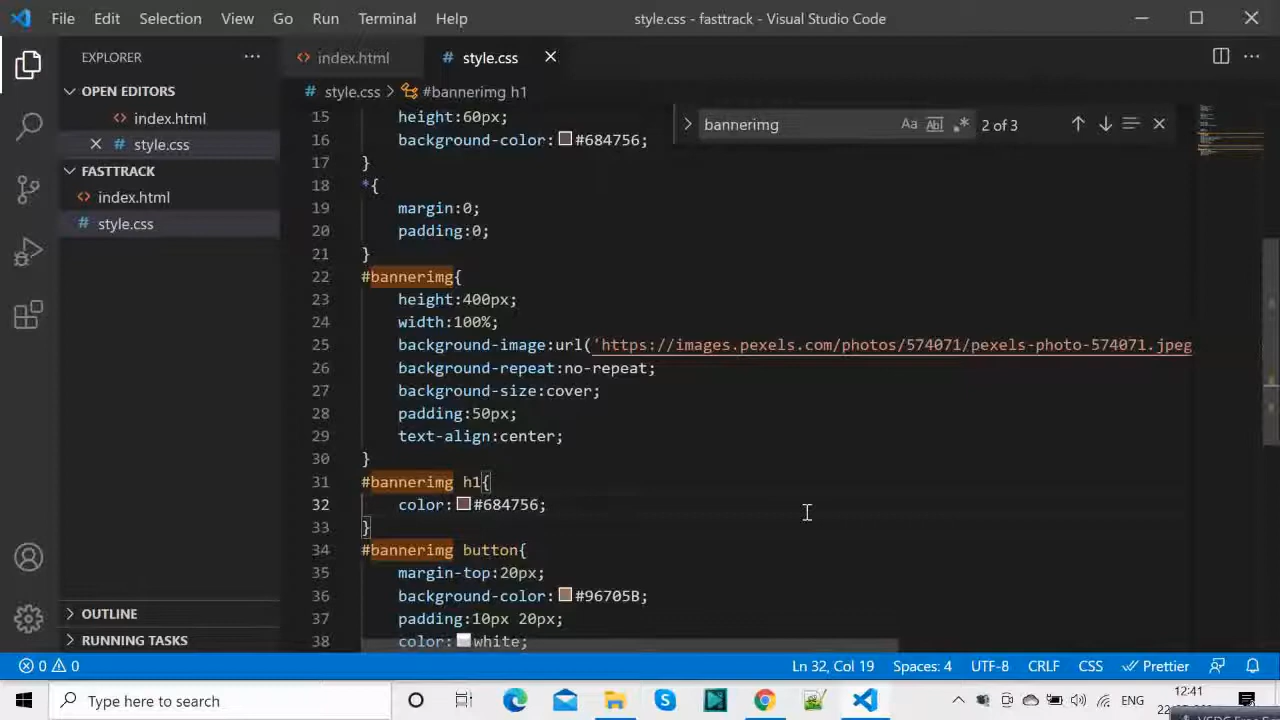 File Edit Selection View Go Run Terminal Help style.css - fasttrack - Visual Studio Code
EXPLORER
OPEN EDITORS
index.html
style.css
FASTTRACK
index.html
style.css
OUTLINE
RUNNING TASKS
index.html style.css
style.css > #bannerimg h1
bannerimg Aa Abl .* 2 of 3
15 height:60px;
16 background-color: #684756;
17 }
18 *{
19 margin:0;
20 padding:0;
21 }
22 #bannerimg{
23 height:400px;
24 width:100%;
25 background-image:url('https://images.pexels.com/photos/574071/pexels-photo-574071.jpeg
26 background-repeat:no-repeat;
27 background-size:cover;
28 padding:50px;
29 text-align:center;
30 }
31 #bannerimg h1{
32 color: #684756;
33 }
34 #bannerimg button{
35 margin-top:20px;
36 background-color: #96705B;
37 padding:10px 20px;
38 color: white;
0 0 Ln 32, Col 19 Spaces: 4 UTF-8 CRLF CSS Prettier
Type here to search ENG 12:41